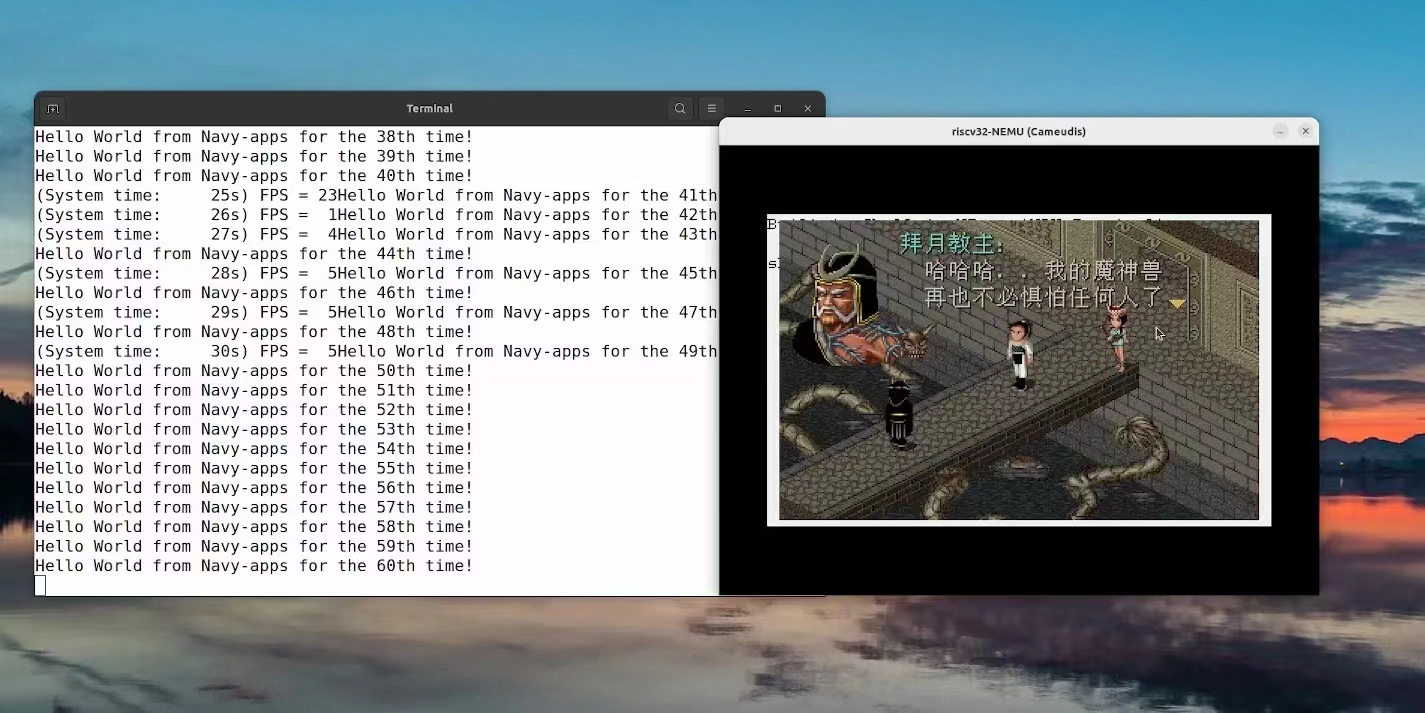 Terminal
Hello World from Navy-apps for the 38th time!
Hello World from Navy-apps for the 39th time!
Hello World from Navy-apps for the 40th time!
(System time:     25s) FPS = 23Hello World from Navy-apps for the 41th
(System time:     26s) FPS =  1Hello World from Navy-apps for the 42th
(System time:     27s) FPS =  4Hello World from Navy-apps for the 43th
Hello World from Navy-apps for the 44th time!
(System time:     28s) FPS =  5Hello World from Navy-apps for the 45th
Hello World from Navy-apps for the 46th time!
(System time:     29s) FPS =  5Hello World from Navy-apps for the 47th
Hello World from Navy-apps for the 48th time!
(System time:     30s) FPS =  5Hello World from Navy-apps for the 49th
Hello World from Navy-apps for the 50th time!
Hello World from Navy-apps for the 51th time!
Hello World from Navy-apps for the 52th time!
Hello World from Navy-apps for the 53th time!
Hello World from Navy-apps for the 54th time!
Hello World from Navy-apps for the 55th time!
Hello World from Navy-apps for the 56th time!
Hello World from Navy-apps for the 57th time!
Hello World from Navy-apps for the 58th time!
Hello World from Navy-apps for the 59th time!
Hello World from Navy-apps for the 60th time!
riscv32-NEMU (Cameudis)
拜月教主:
哈哈哈．．我的魔神兽
再也不必惧怕任何人了